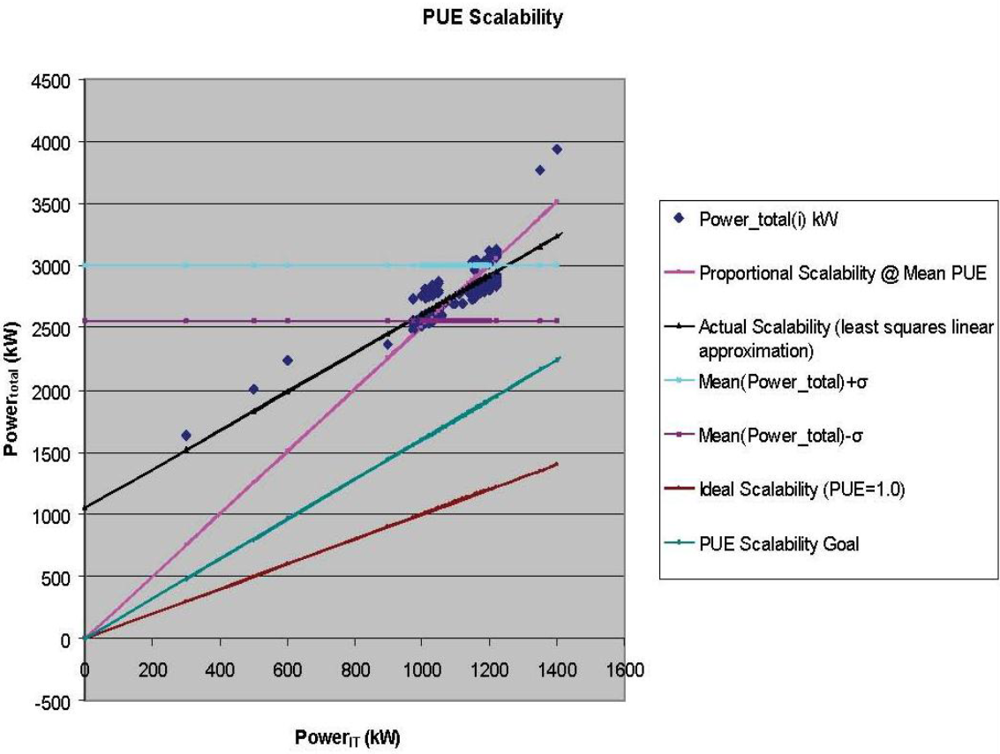 PUE Scalability
4500
4000
3500
3000
2500
2000
1500
1000
500
0
-500
0 200 400 600 800 1000 1200 1400 1600
Power_total (kW)
Power_IT (kW)
Power_total(i) kW
Proportional Scalability @ Mean PUE
Actual Scalability (least squares linear
approximation)
Mean(Power_total)+σ
Mean(Power_total)-σ
Ideal Scalability (PUE=1.0)
PUE Scalability Goal